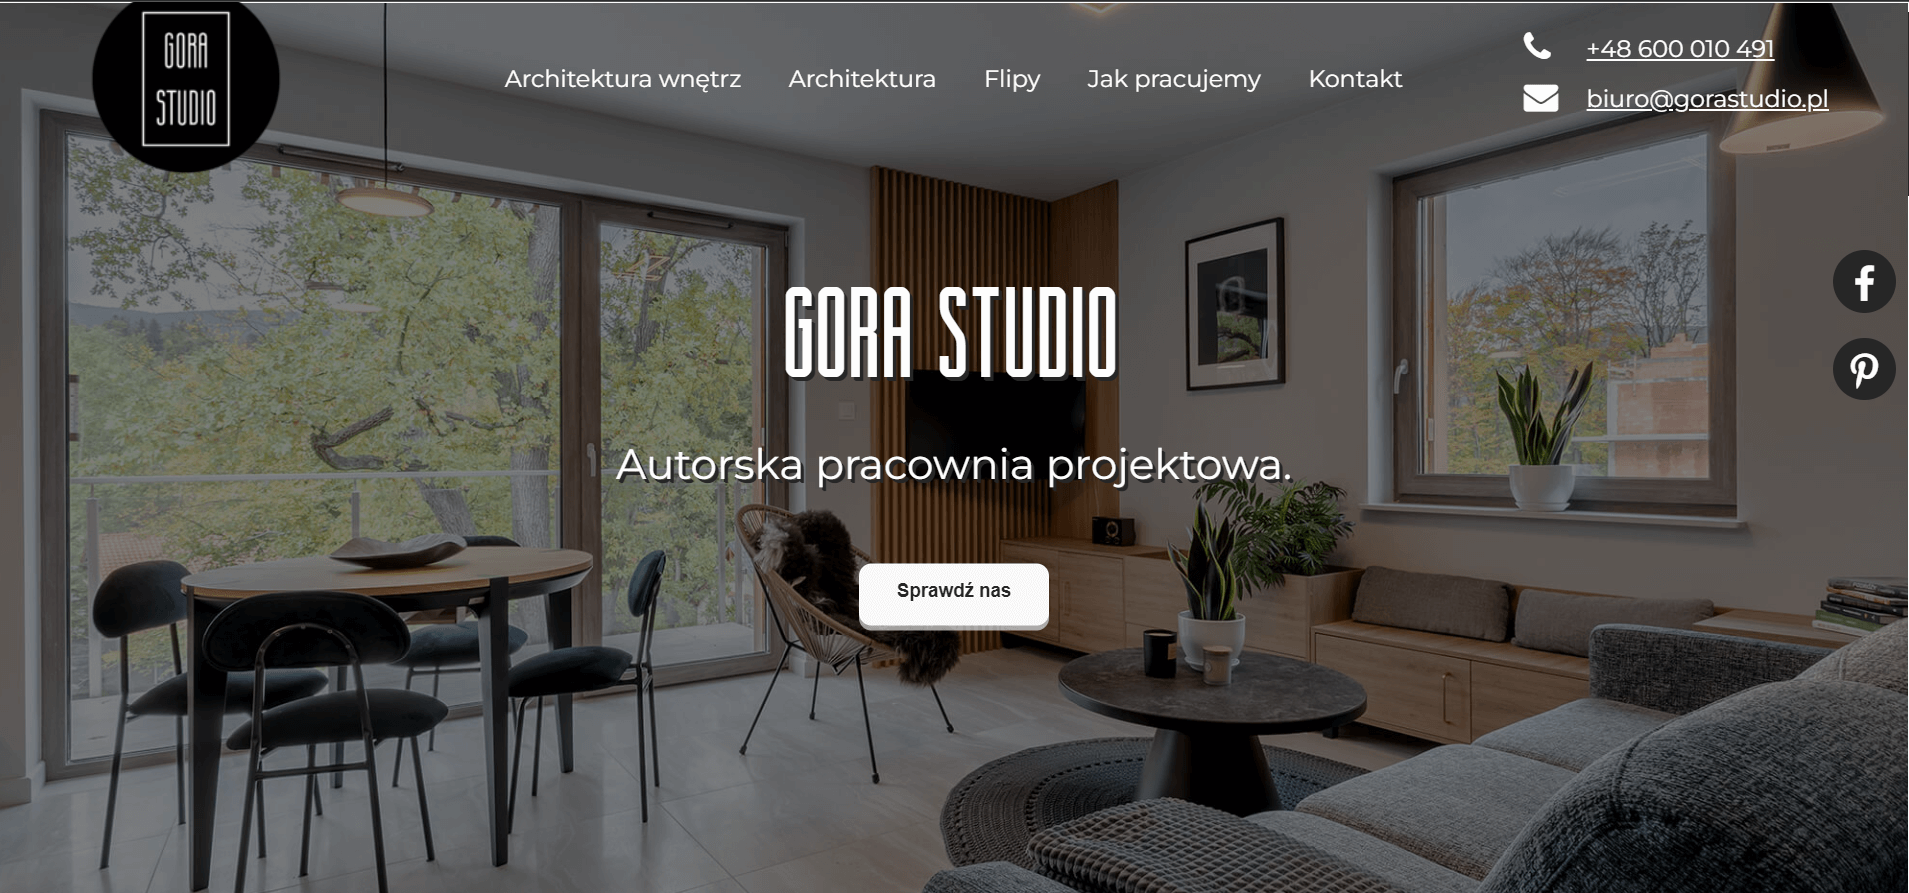 GORA
STUDIO
Architektura wnętrz
Architektura
Flipy
Jak pracujemy
Kontakt
+48 600 010 491
biuro@gorastudio.pl
GORA STUDIO
Autorska pracownia projektowa.
Sprawdź nas